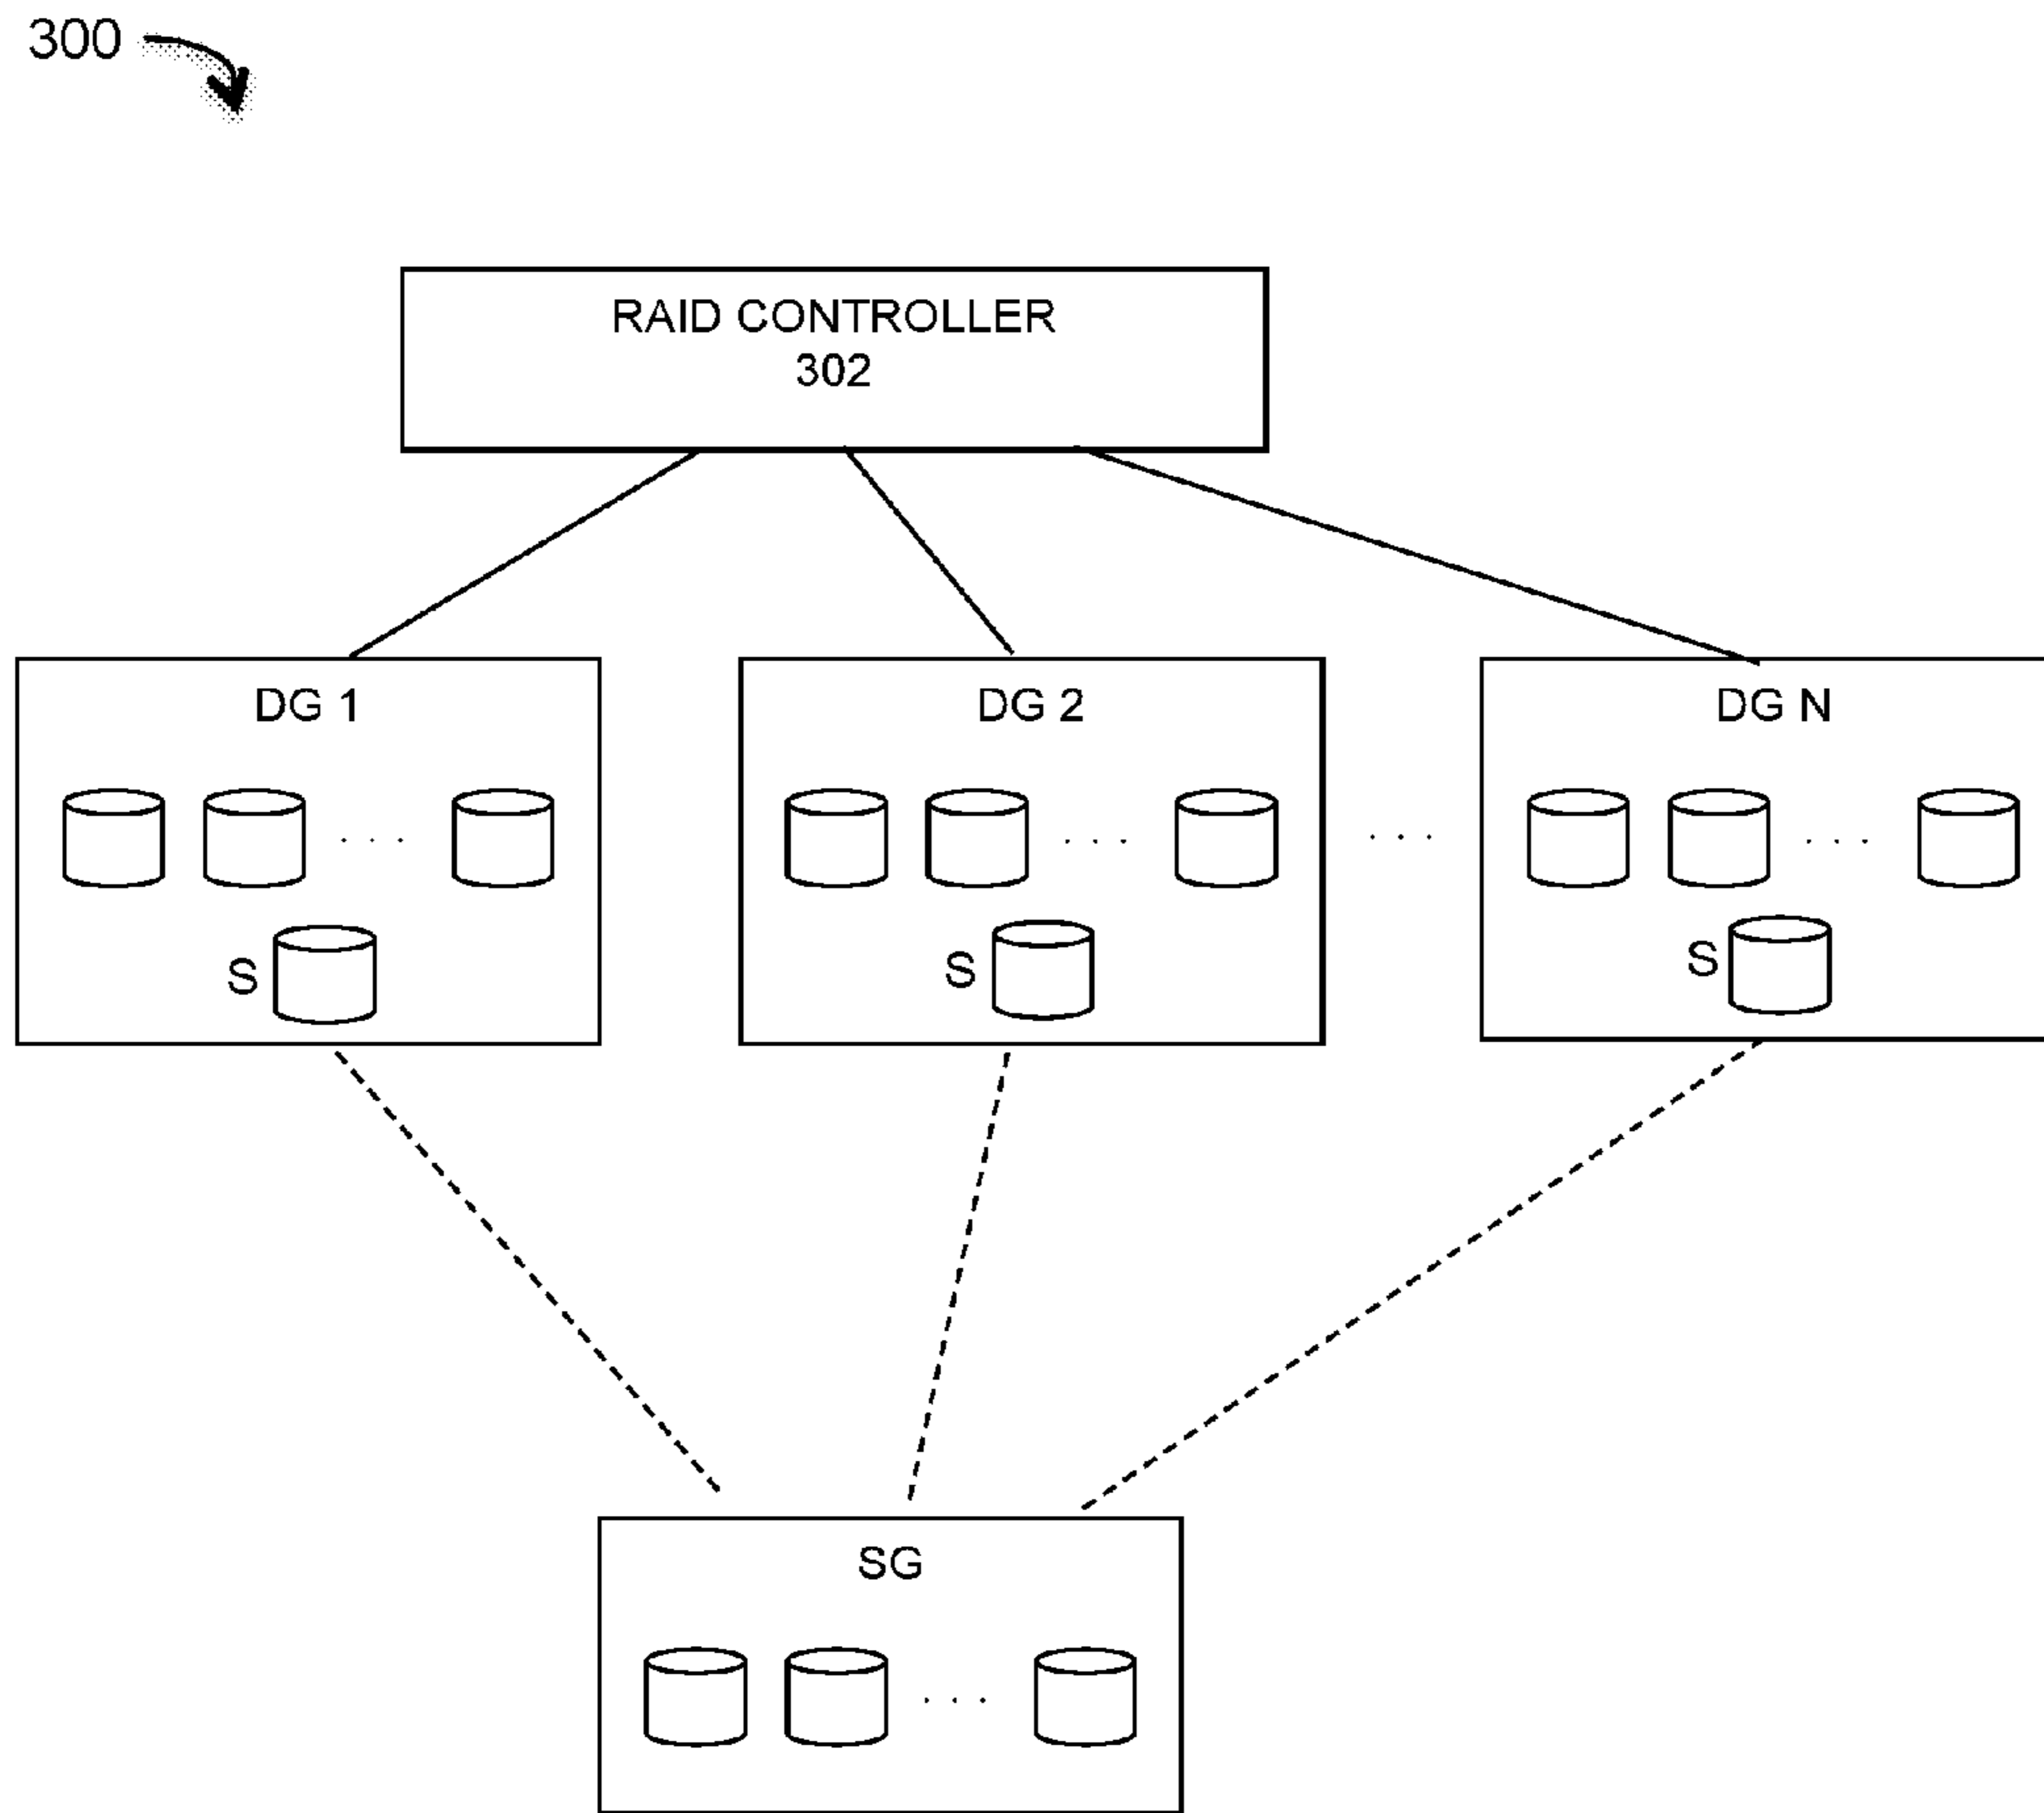 300
RAID CONTROLLER
302
DG 1
DG 2
DG N
. . .
. . .
. . .
. . .
S
S
S
SG
. . .